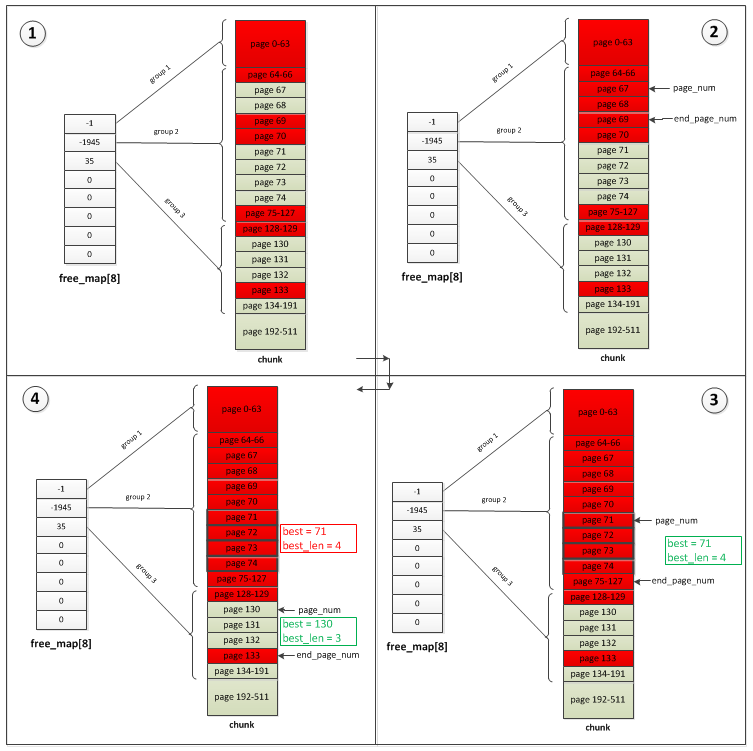 1
page 0-63
page 64-66
page 67
page 68
page 69
page 70
page 71
page 72
page 73
page 74
page 75-127
page 128-129
page 130
page 131
page 132
page 133
page 134-191
page 192-511
chunk
group 1
group 2
group 3
-1
-1945
35
0
0
0
0
0
free_map[8]
2
page 0-63
page 64-66
page 67
page 68
page 69
page 70
page 71
page 72
page 73
page 74
page 75-127
page 128-129
page 130
page 131
page 132
page 133
page 134-191
page 192-511
chunk
page_num
end_page_num
group 1
group 2
group 3
-1
-1945
35
0
0
0
0
0
free_map[8]
4
page 0-63
page 64-66
page 67
page 68
page 69
page 70
page 71
page 72
page 73
page 74
page 75-127
page 128-129
page 130
page 131
page 132
page 133
page 134-191
page 192-511
chunk
best = 71
best_len = 4
page_num
best = 130
best_len = 3
end_page_num
group 1
group 2
group 3
-1
-1945
35
0
0
0
0
0
free_map[8]
3
page 0-63
page 64-66
page 67
page 68
page 69
page 70
page 71
page 72
page 73
page 74
page 75-127
page 128-129
page 130
page 131
page 132
page 133
page 134-191
page 192-511
chunk
page_num
best = 71
best_len = 4
end_page_num
group 1
group 2
group 3
-1
-1945
35
0
0
0
0
0
free_map[8]